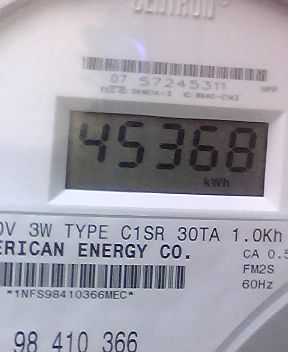 CENTRON
07 57245311
HPP
45368
kWh
0V 3W TYPE C1SR 30TA 1.0Kh
ERICAN ENERGY CO.
CA 0.5
FM2S
60Hz
*1NFS98410366MEC*
98 410 366